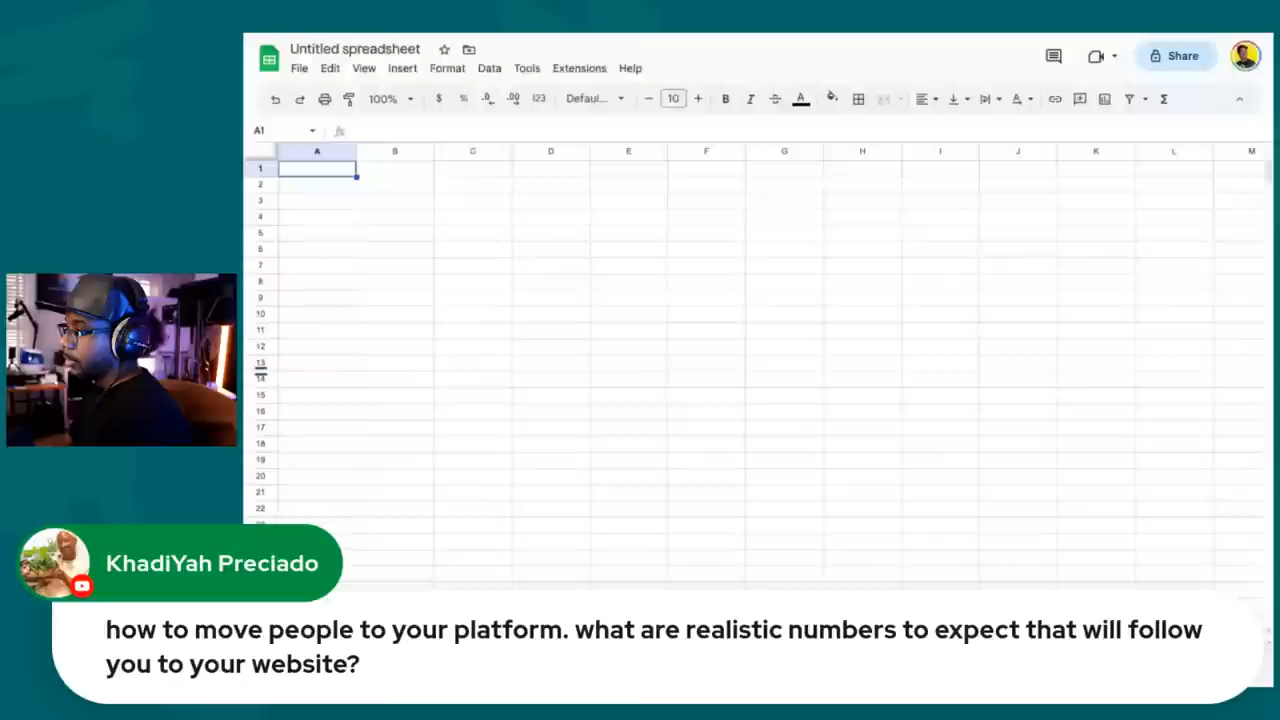 Untitled spreadsheet
File Edit View Insert Format Data Tools Extensions Help
Share
100% $ % .0 .00 123 Defaul... 10 B I A Σ
A1 fx
A B C D E F G H I J K L M
1
2
3
4
5
6
7
8
9
10
11
12
13
14
15
16
17
18
19
20
21
22
KhadiYah Preciado
how to move people to your platform. what are realistic numbers to expect that will follow
you to your website?